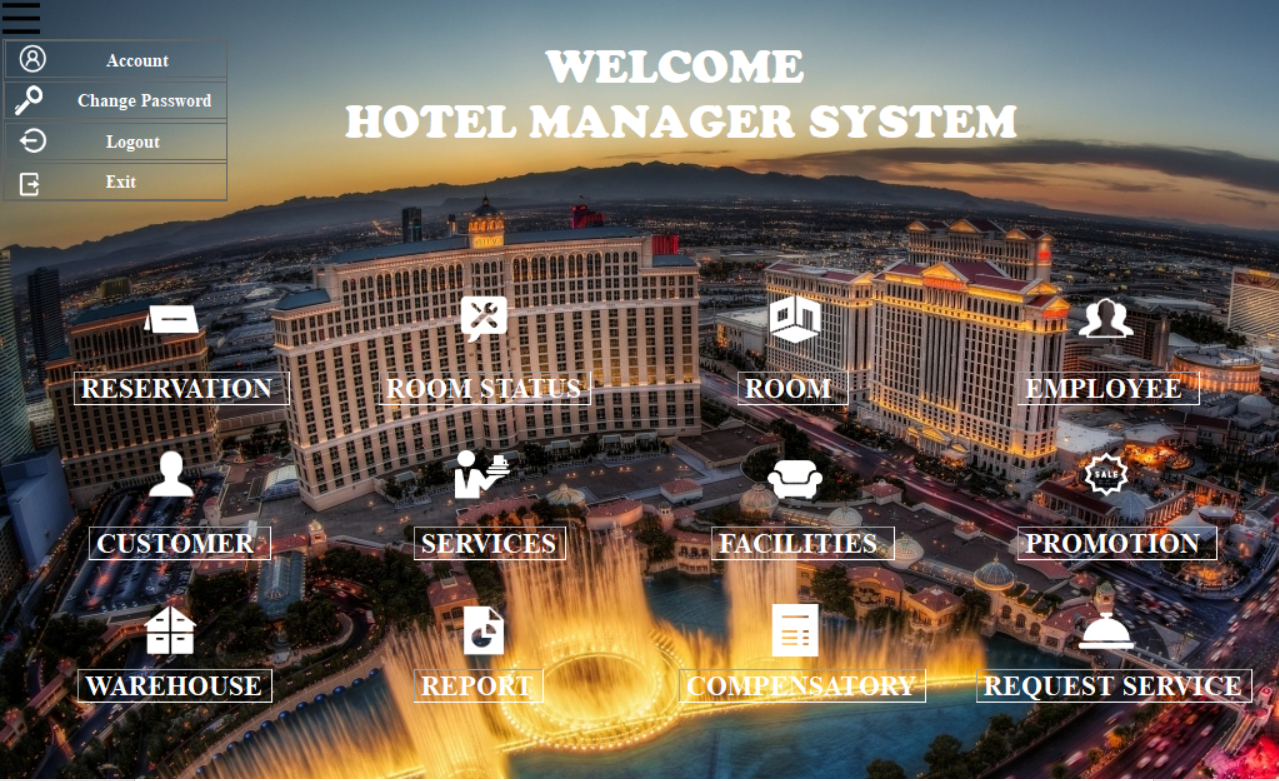 Account
Change Password
Logout
Exit
WELCOME
HOTEL MANAGER SYSTEM
RESERVATION
ROOM STATUS
ROOM
EMPLOYEE
SALE
CUSTOMER
SERVICES
FACILITIES
PROMOTION
WAREHOUSE
REPORT
COMPENSATORY
REQUEST SERVICE